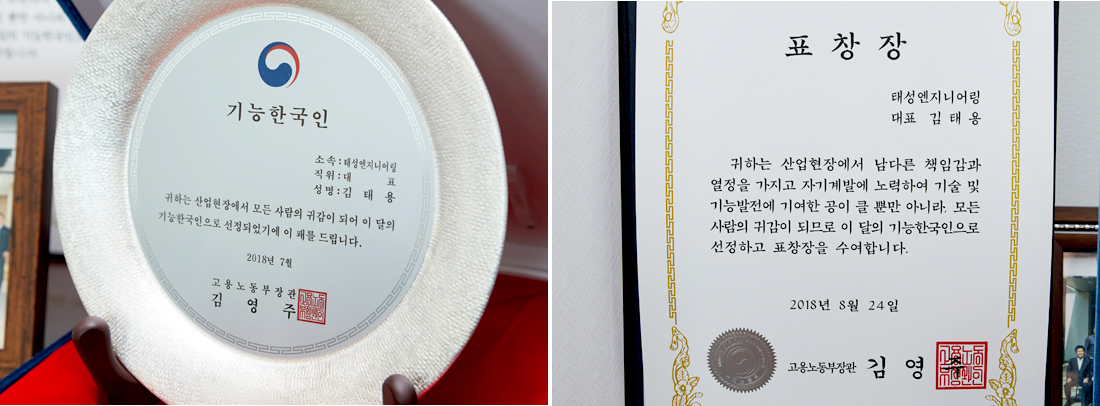 기능한국인
소속:태성엔지니어링
직위:대 표
성명:김 태 용
귀하는 산업현장에서 모든 사람의 귀감이 되어 이 달의
기능한국인으로 선정되었기에 이 패를 드립니다.
2018년 7월
고용노동부장관
김 영 주
표 창 장
태성엔지니어링
대표 김 태 용
귀하는 산업현장에서 남다른 책임감과
열정을 가지고 자기계발에 노력하여 기술 및
기능발전에 기여한 공이 클 뿐만 아니라, 모든
사람의 귀감이 되므로 이 달의 기능한국인으로
선정하고 표창장을 수여합니다.
2018년 8월 24일
고용노동부장관 김 영 주